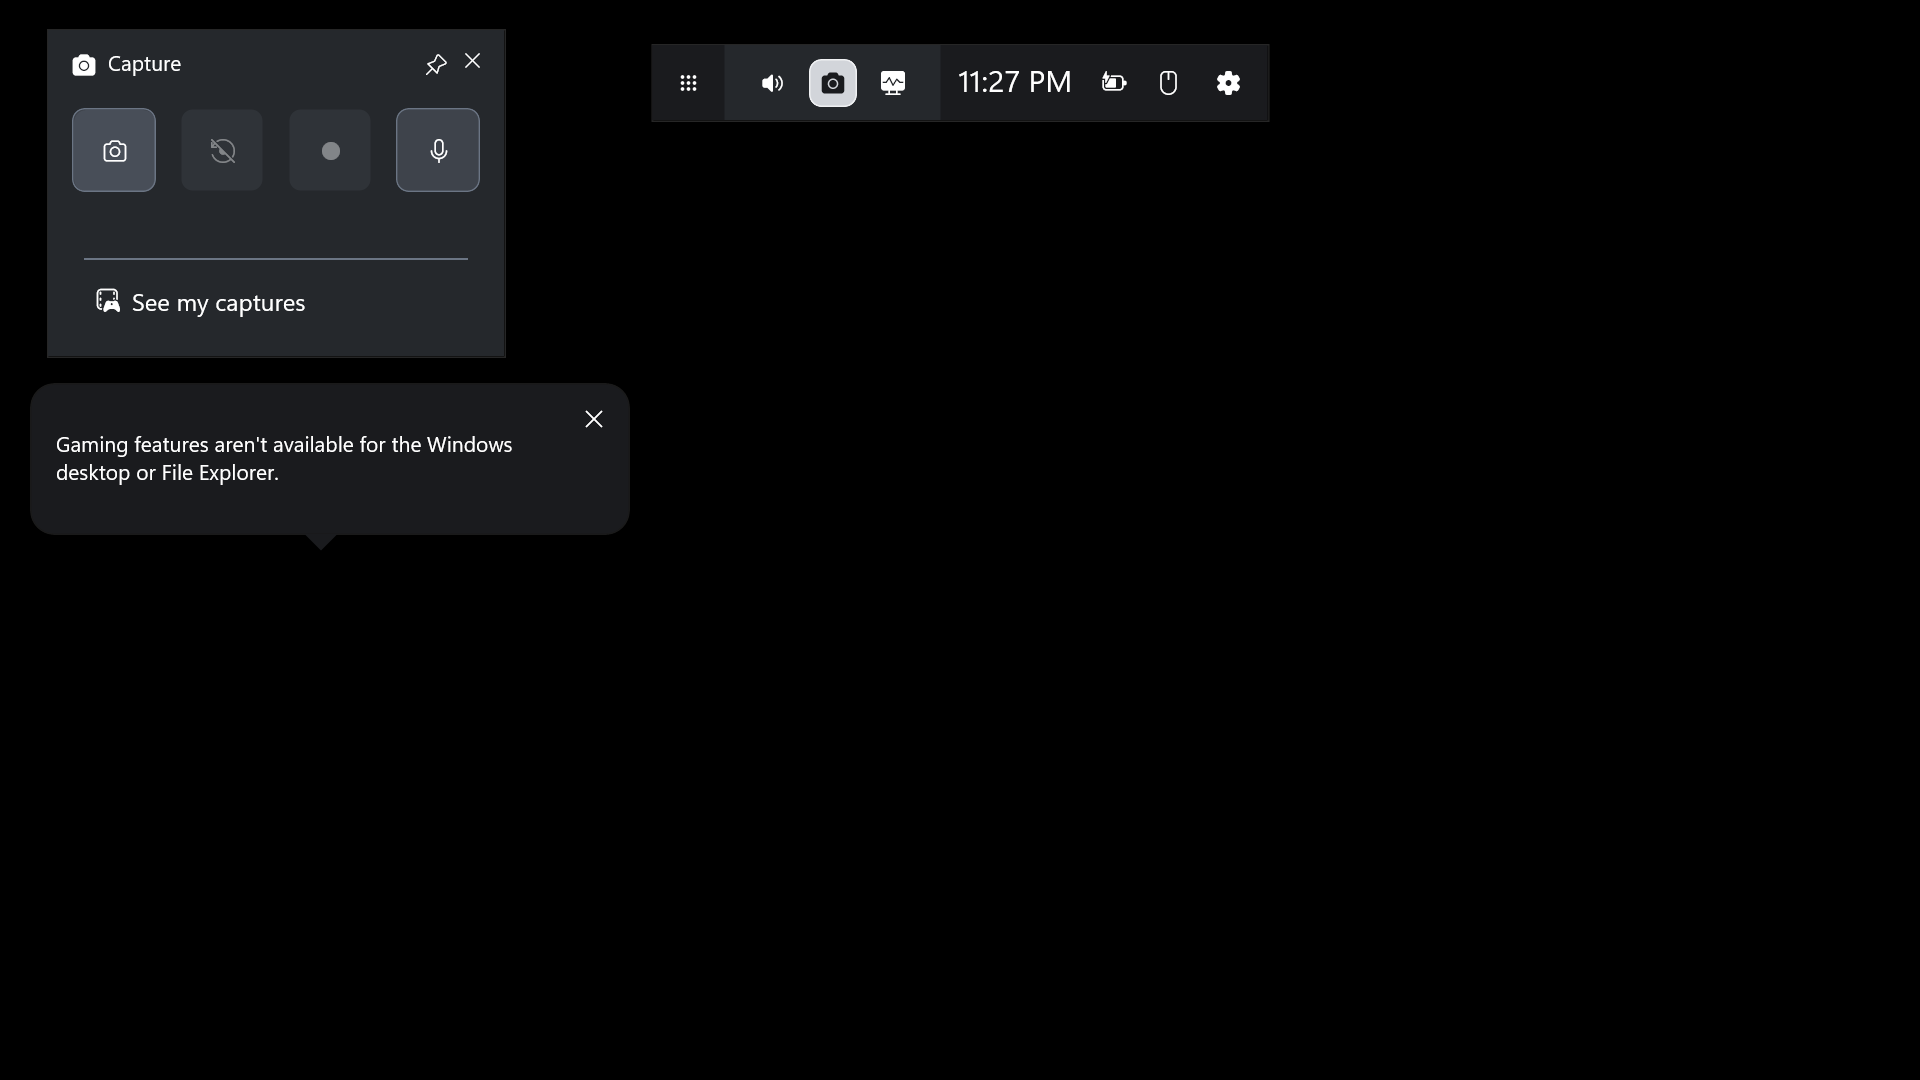 Capture
11:27 PM
See my captures
Gaming features aren't available for the Windows
desktop or File Explorer.